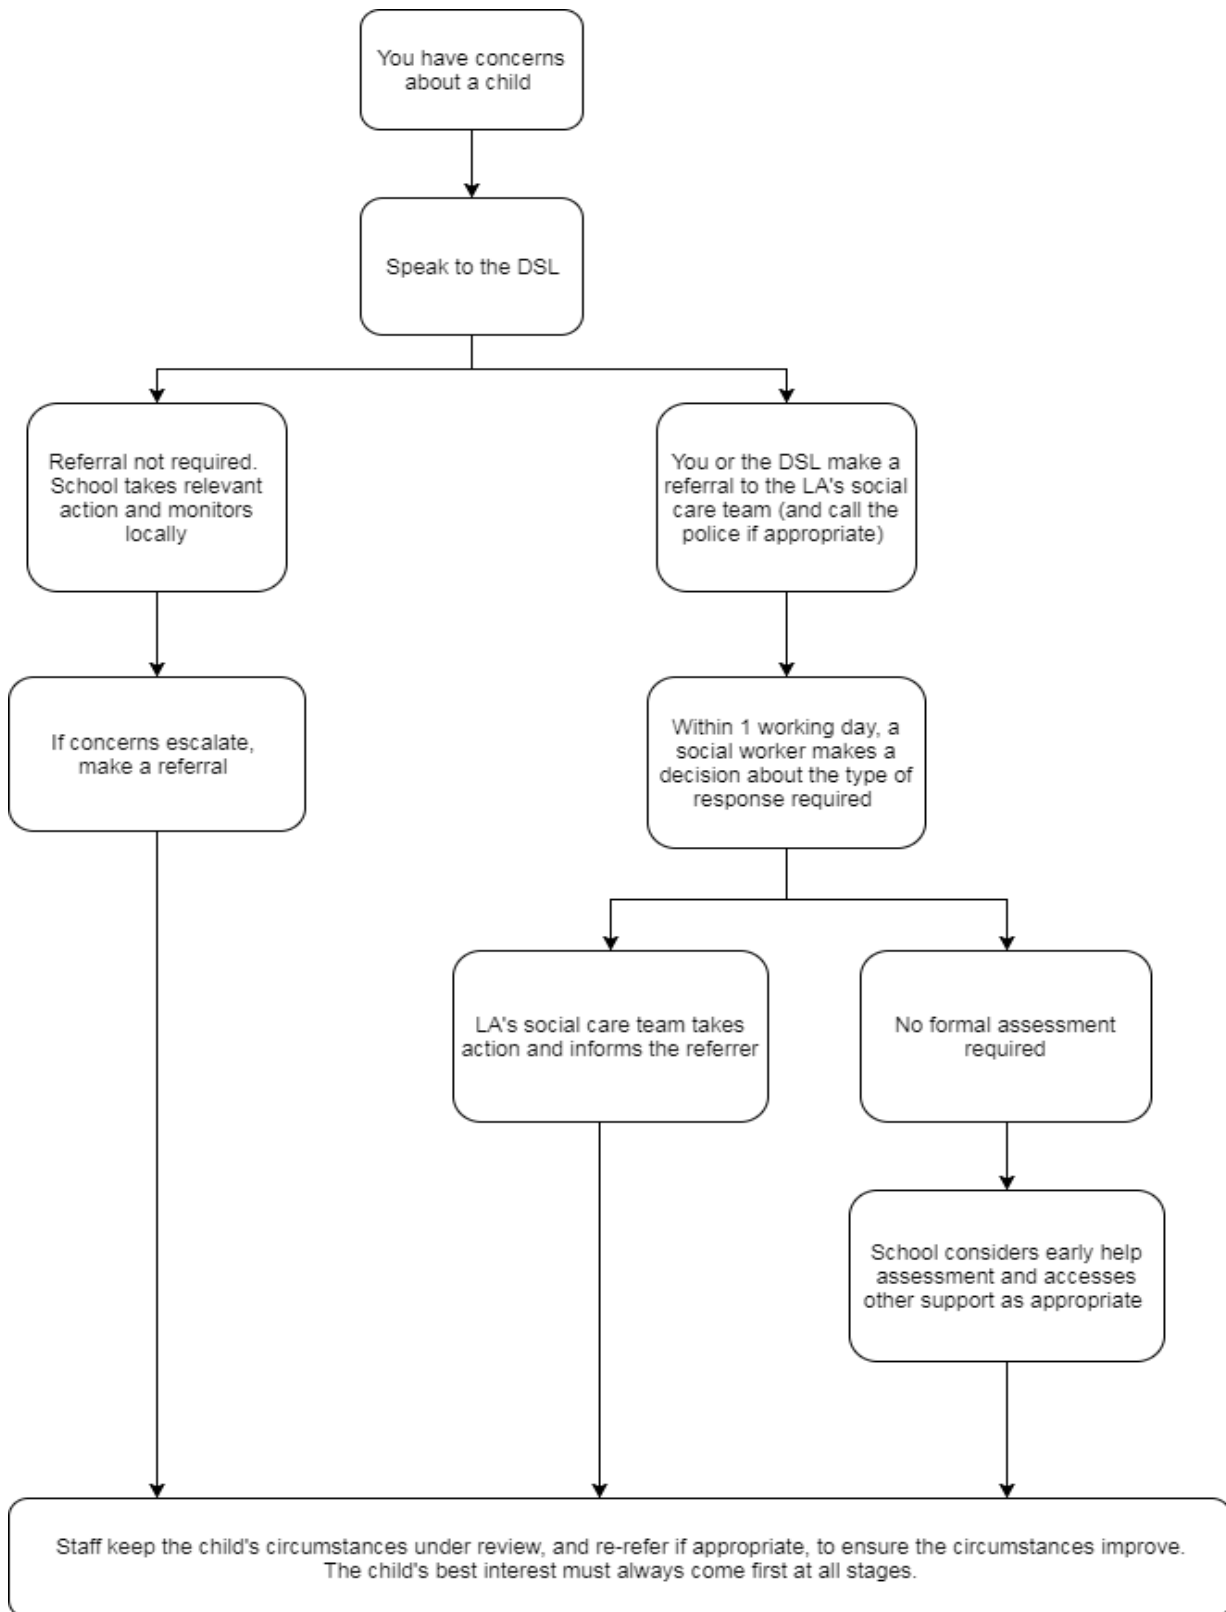 You have concerns
about a child
Speak to the DSL
Referral not required.
School takes relevant
action and monitors
locally
You or the DSL make a
referral to the LA's social
care team (and call the
police if appropriate)
If concerns escalate,
make a referral
Within 1 working day, a
social worker makes a
decision about the type of
response required
LA's social care team takes
action and informs the referrer
No formal assessment
required
School considers early help
assessment and accesses
other support as appropriate
Staff keep the child's circumstances under review, and re-refer if appropriate, to ensure the circumstances improve.
The child's best interest must always come first at all stages.